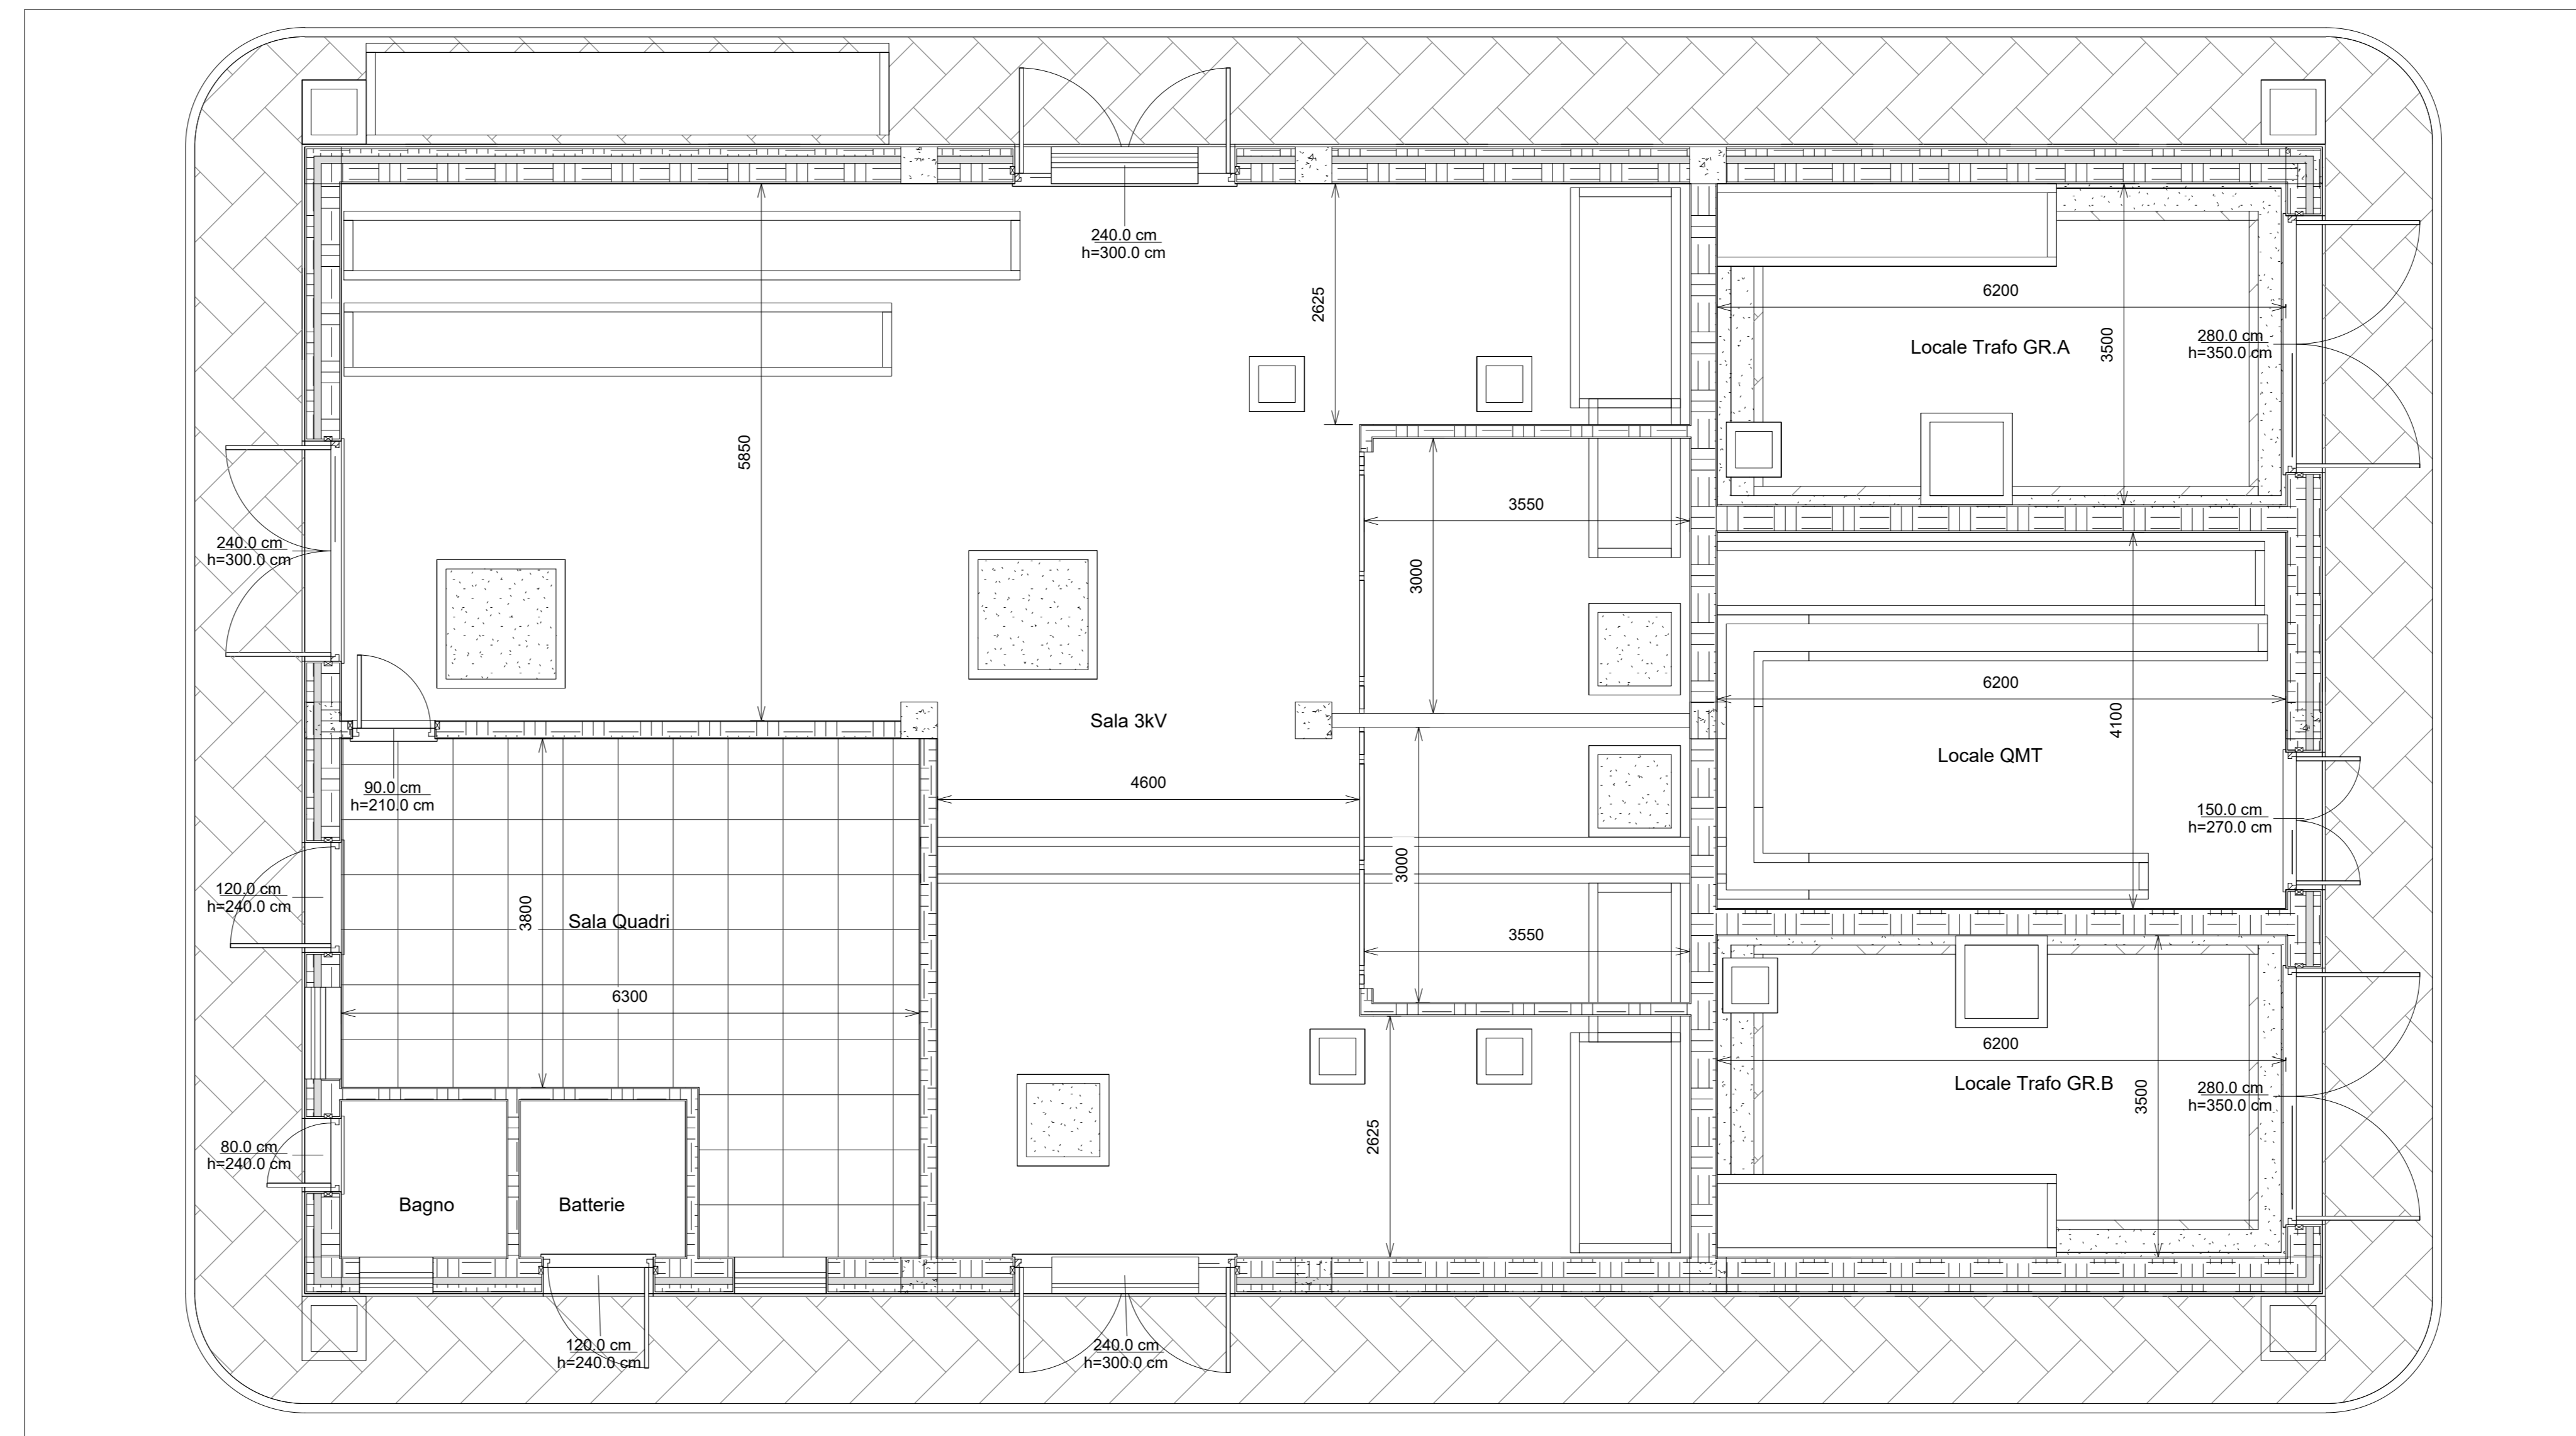 240.0 cm
h=300.0 cm
2625
6200
Locale Trafo GR.A
3500
280.0 cm
h=350.0 cm
5850
3550
240.0 cm
h=300.0 cm
3000
6200
4100
Sala 3kV
Locale QMT
4600
90.0 cm
h=210.0 cm
150.0 cm
h=270.0 cm
3000
120.0 cm
h=240.0 cm
3800
Sala Quadri
3550
6300
6200
Locale Trafo GR.B
3500
280.0 cm
h=350.0 cm
2625
80.0 cm
h=240.0 cm
Bagno
Batterie
120.0 cm
h=240.0 cm
240.0 cm
h=300.0 cm